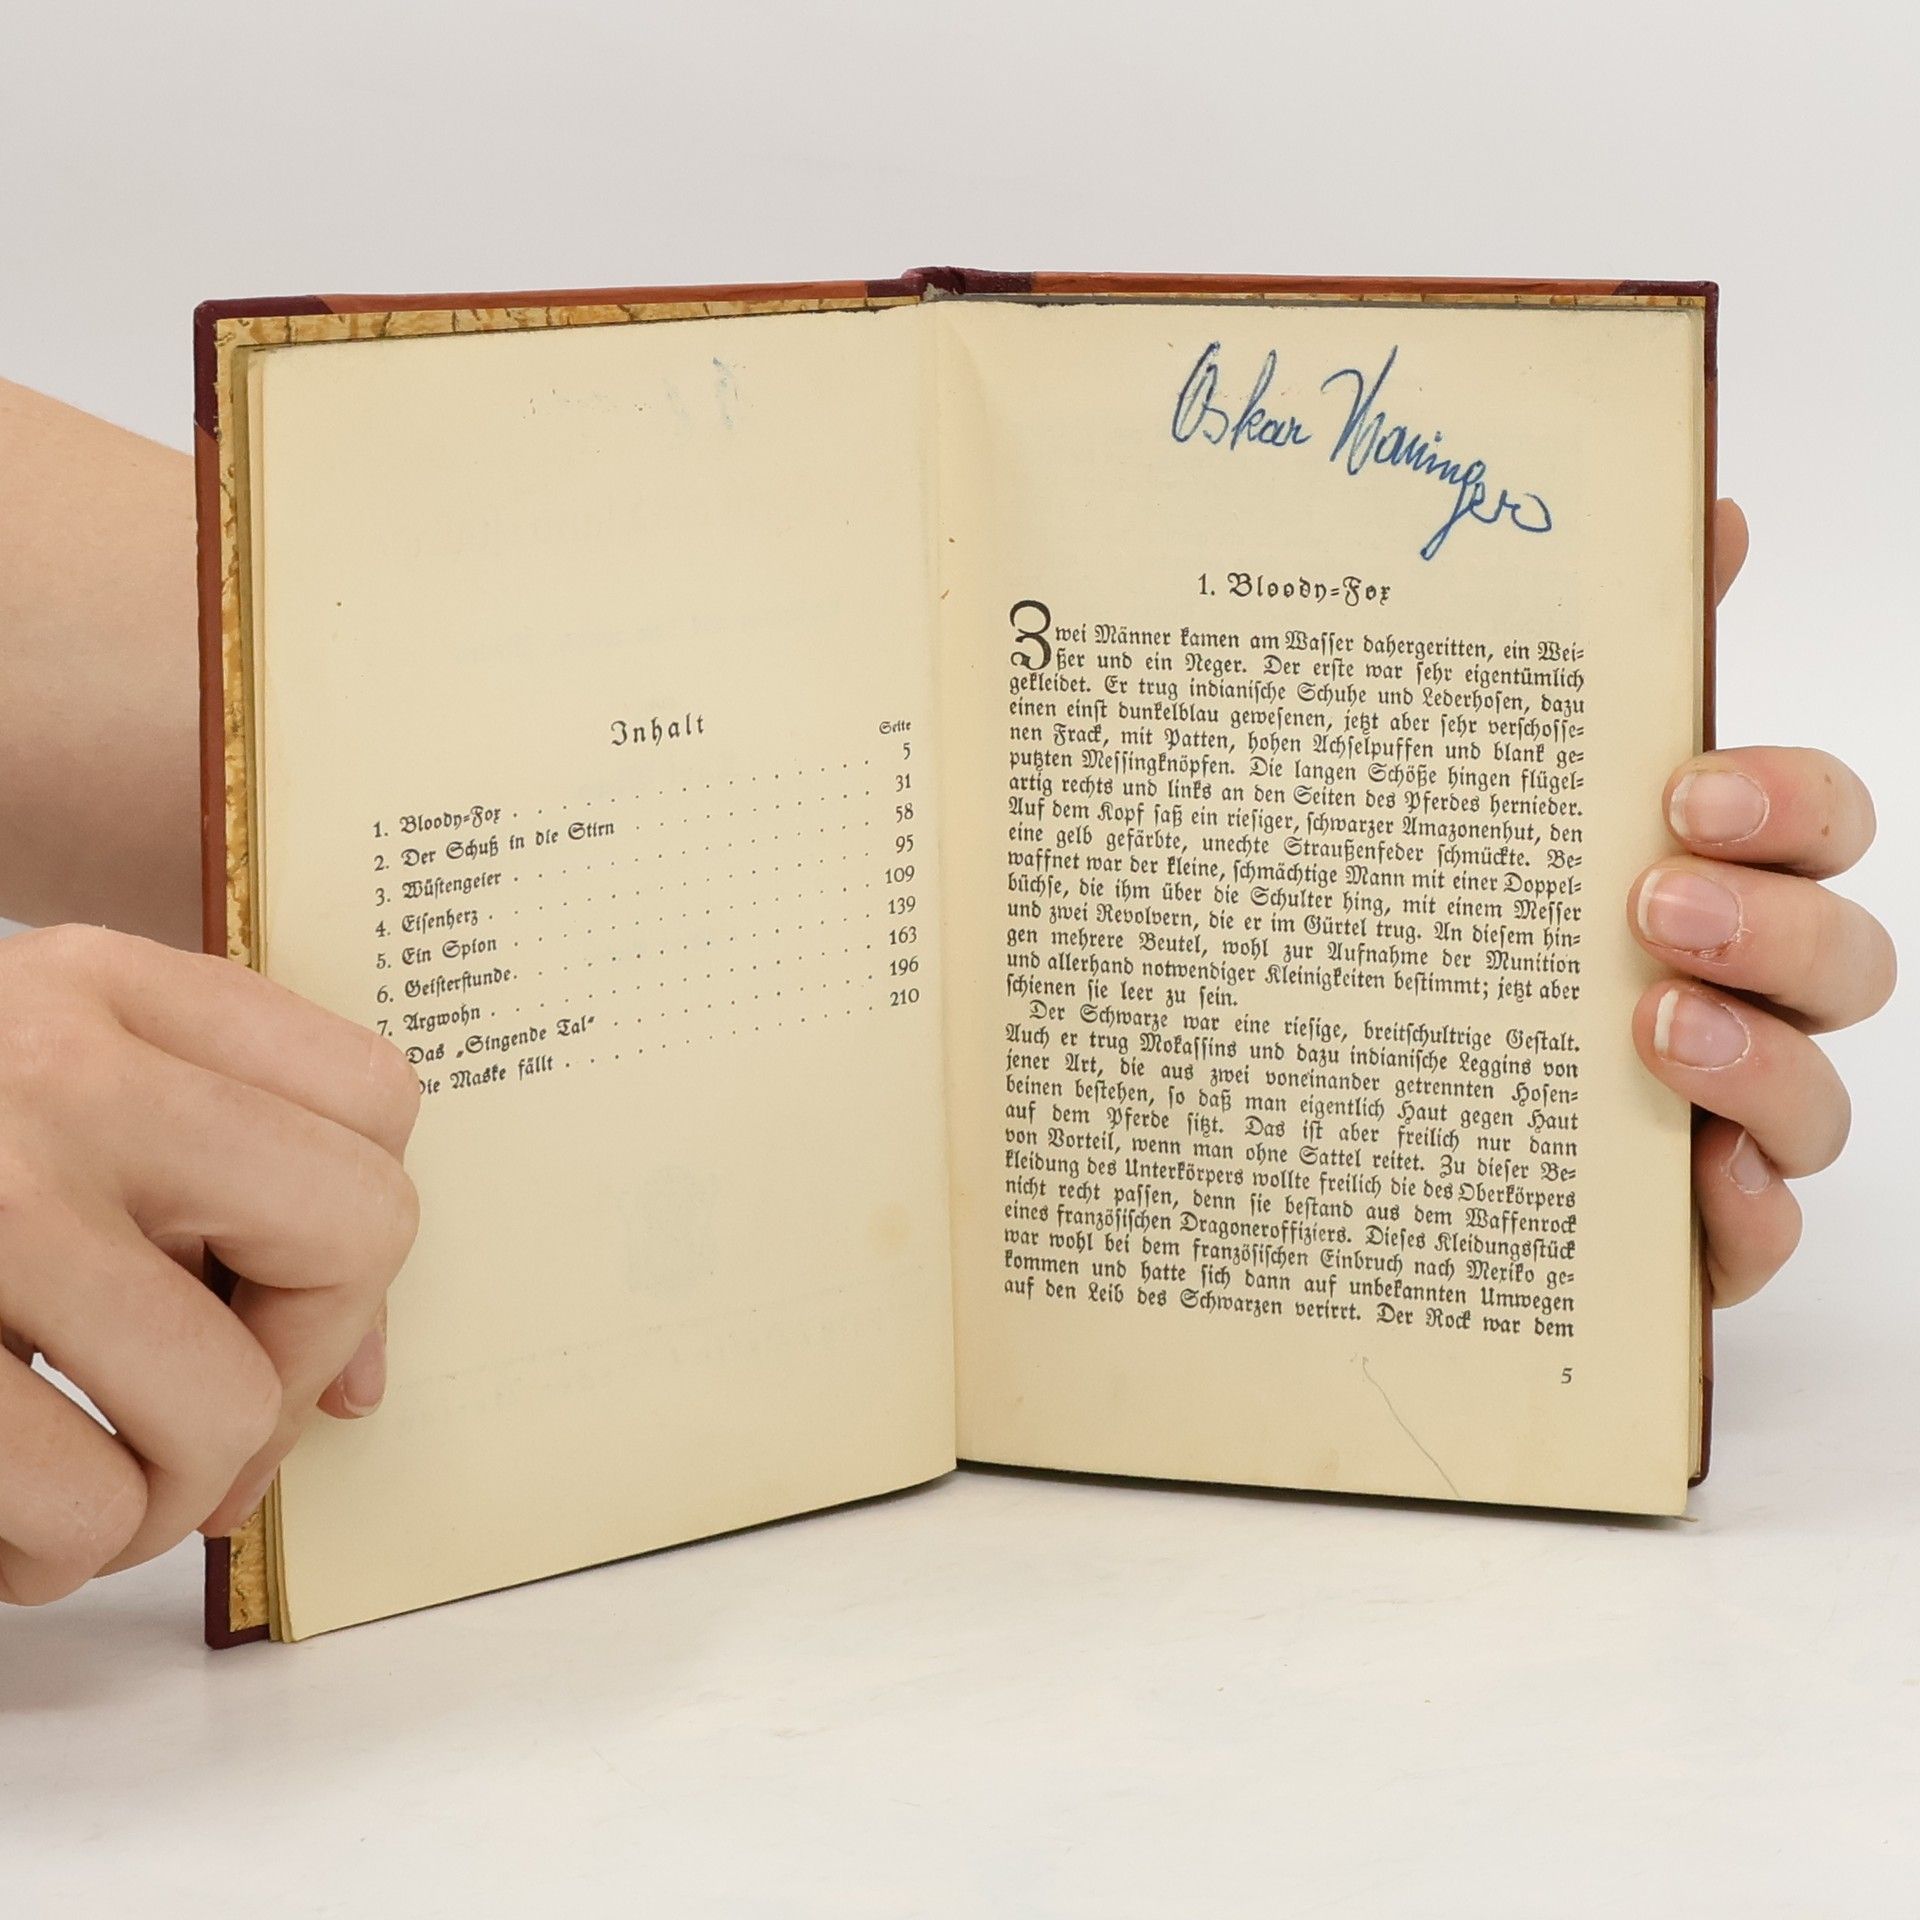 Inhalt
Seite
1. Bloody=Fox . . . . . . . . . . . . . . 5
2. Der Schuß in die Stirn . . . . . . . . . . 31
3. Wüstengeier . . . . . . . . . . . . . . 58
4. Eisenherz . . . . . . . . . . . . . . . 95
5. Ein Spion . . . . . . . . . . . . . . . 109
6. Geisterstunde. . . . . . . . . . . . . . 139
7. Argwohn . . . . . . . . . . . . . . . 163
Das „Singende Tal“ . . . . . . . . . . . 196
Die Maske fällt . . . . . . . . . . . . . 210
Oskar
1. Bloody=Fox
Zwei Männer kamen am Wasser dahergeritten, ein Wei=
ßer und ein Neger. Der erste war sehr eigentümlich
gekleidet. Er trug indianische Schuhe und Lederhosen, dazu
einen einst dunkelblau gewesenen, jetzt aber sehr verschosse=
nen Frack, mit Patten, hohen Achselpuffen und blank ge=
putzten Messingknöpfen. Die langen Schöße hingen flügel=
artig rechts und links an den Seiten des Pferdes hernieder.
Auf dem Kopf saß ein riesiger, schwarzer Amazonenhut, den
eine gelb gefärbte, unechte Straußenfeder schmückte. Be=
waffnet war der kleine, schmächtige Mann mit einer Doppel=
büchse, die ihm über die Schulter hing, mit einem Messer
und zwei Revolvern, die er im Gürtel trug. An diesem hin=
gen mehrere Beutel, wohl zur Aufnahme der Munition
und allerhand notwendiger Kleinigkeiten bestimmt; jetzt aber
schienen sie leer zu sein.
Der Schwarze war eine riesige, breitschultrige Gestalt.
Auch er trug Mokassins und dazu indianische Leggins von
jener Art, die aus zwei voneinander getrennten Hosen=
beinen bestehen, so daß man eigentlich Haut gegen Haut
auf dem Pferde sitzt. Das ist aber freilich nur dann
von Vorteil, wenn man ohne Sattel reitet. Zu dieser Be=
kleidung des Unterkörpers wollte freilich die des Oberkörpers
nicht recht passen, denn sie bestand aus dem Waffenrock
eines französischen Dragoneroffiziers. Dieses Kleidungsstück
war wohl bei dem französischen Einbruch nach Mexiko ge=
kommen und hatte sich dann auf unbekannten Umwegen
auf den Leib des Schwarzen verirrt. Der Rock war dem
5